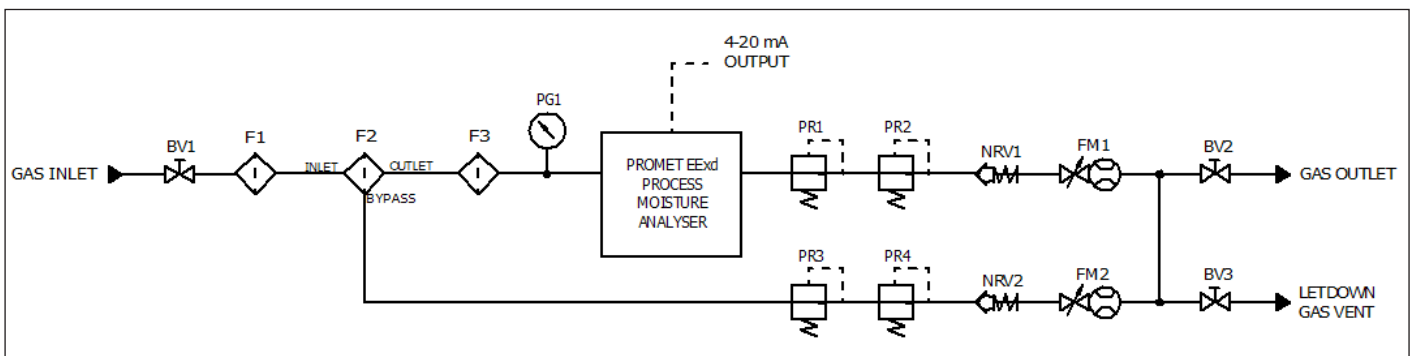 4-20 mA
OUTPUT
PG1
BV1
F1
F2
F3
PR1
PR2
NRV1
FM1
BV2
GAS INLET
INLET
OUTLET
BYPASS
PROMET EExd
PROCESS
MOISTURE
ANALYSER
GAS OUTLET
PR3
PR4
NRV2
FM2
BV3
LETDOWN
GAS VENT